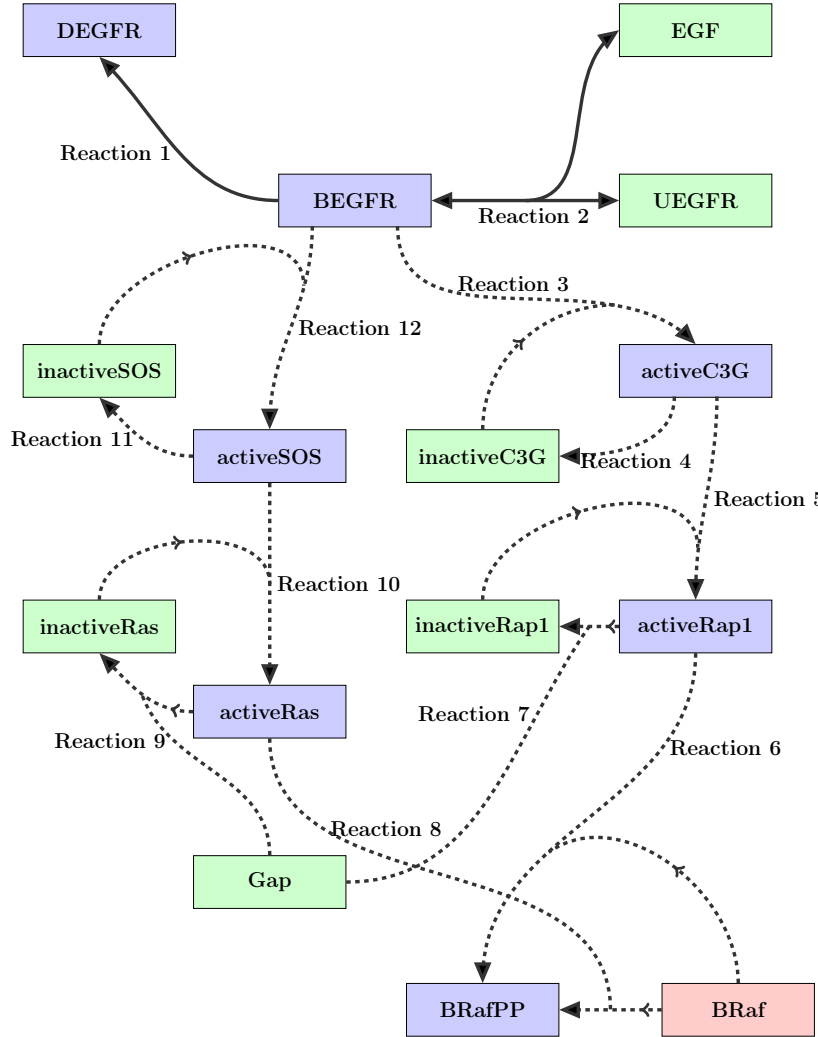 DEGFR
EGF
Reaction 1
BEGFR
UEGFR
Reaction 2
Reaction 3
Reaction 12
inactiveSOS
activeC3G
Reaction 11
activeSOS
inactiveC3G
Reaction 4
Reaction 5
Reaction 10
inactiveRas
inactiveRap1
activeRap1
activeRas
Reaction 7
Reaction 9
Reaction 6
Reaction 8
Gap
BRafPP
BRaf